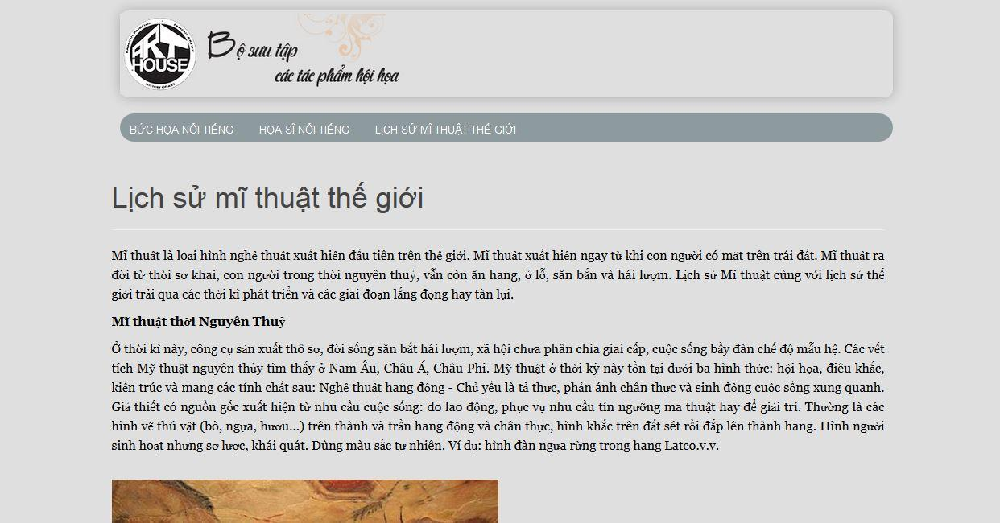 FAMOUS PAINTING FAMOUS ARTIST
ART
HOUSE
HISTORY OF ART
Bộ sưu tập
các tác phẩm hội họa
BỨC HỌA NỔI TIẾNG HỌA SĨ NỔI TIẾNG LỊCH SỬ MĨ THUẬT THẾ GIỚI
Lịch sử mĩ thuật thế giới
Mĩ thuật là loại hình nghệ thuật xuất hiện đầu tiên trên thế giới. Mĩ thuật xuất hiện ngay từ khi con người có mặt trên trái đất. Mĩ thuật ra
đời từ thời sơ khai, con người trong thời nguyên thuỷ, vẫn còn ăn hang, ở lỗ, săn bắn và hái lượm. Lịch sử Mĩ thuật cùng với lịch sử thế
giới trải qua các thời kì phát triển và các giai đoạn lắng đọng hay tàn lụi.
Mĩ thuật thời Nguyên Thuỷ
Ở thời kì này, công cụ sản xuất thô sơ, đời sống săn bắt hái lượm, xã hội chưa phân chia giai cấp, cuộc sống bầy đàn chế độ mẫu hệ. Các vết
tích Mỹ thuật nguyên thủy tìm thấy ở Nam Âu, Châu Á, Châu Phi. Mỹ thuật ở thời kỳ này tồn tại dưới ba hình thức: hội họa, điêu khắc,
kiến trúc và mang các tính chất sau: Nghệ thuật hang động - Chủ yếu là tả thực, phản ánh chân thực và sinh động cuộc sống xung quanh.
Giả thiết có nguồn gốc xuất hiện từ nhu cầu cuộc sống: do lao động, phục vụ nhu cầu tín ngưỡng ma thuật hay để giải trí. Thường là các
hình vẽ thú vật (bò, ngựa, hươu...) trên thành và trần hang động và chân thực, hình khắc trên đất sét rồi đắp lên thành hang. Hình người
sinh hoạt nhưng sơ lược, khái quát. Dùng màu sắc tự nhiên. Ví dụ: hình đàn ngựa rừng trong hang Latco.v.v.